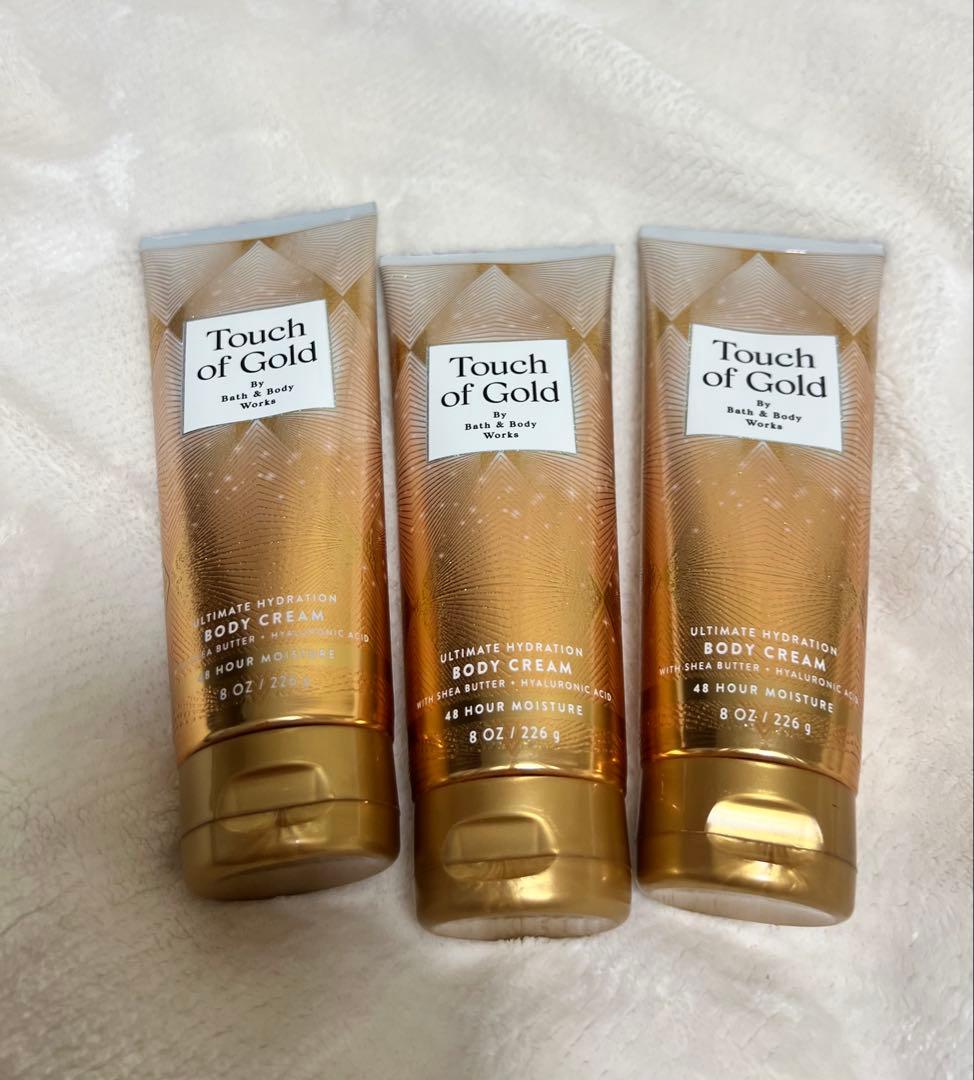 Touch
of Gold
By
Bath & Body
Works
ULTIMATE HYDRATION
BODY CREAM
SHEA BUTTER • HYALURONIC ACID
48 HOUR MOISTURE
8 OZ / 226 g
Touch
of Gold
By
Bath & Body
Works
ULTIMATE HYDRATION
BODY CREAM
WITH SHEA BUTTER • HYALURONIC ACID
48 HOUR MOISTURE
8 OZ / 226 g
Touch
of Gold
By
Bath & Body
Works
ULTIMATE HYDRATION
BODY CREAM
WITH SHEA BUTTER • HYALURONIC ACID
48 HOUR MOISTURE
8 OZ / 226 g